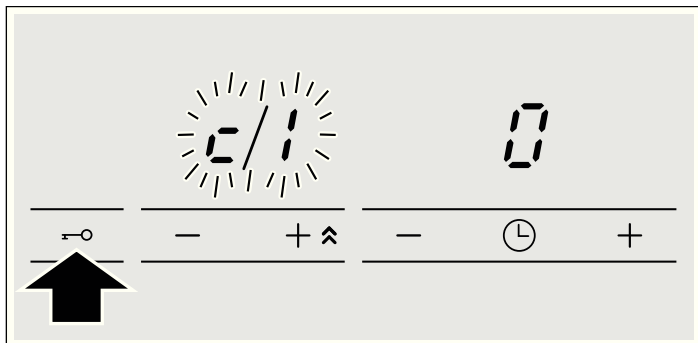 c/1 0
− + − +